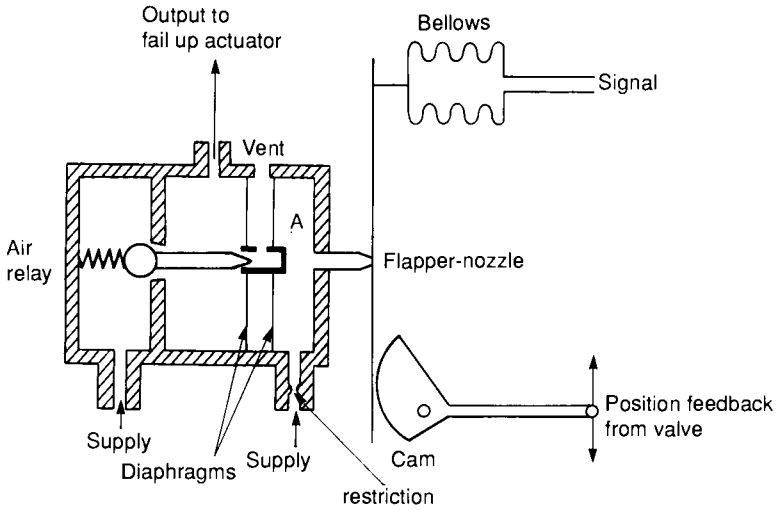 Output to
fail up actuator
Bellows
Signal
Vent
A
Air
relay
Flapper-nozzle
Position feedback
from valve
Supply
Diaphragms
Supply
Cam
restriction